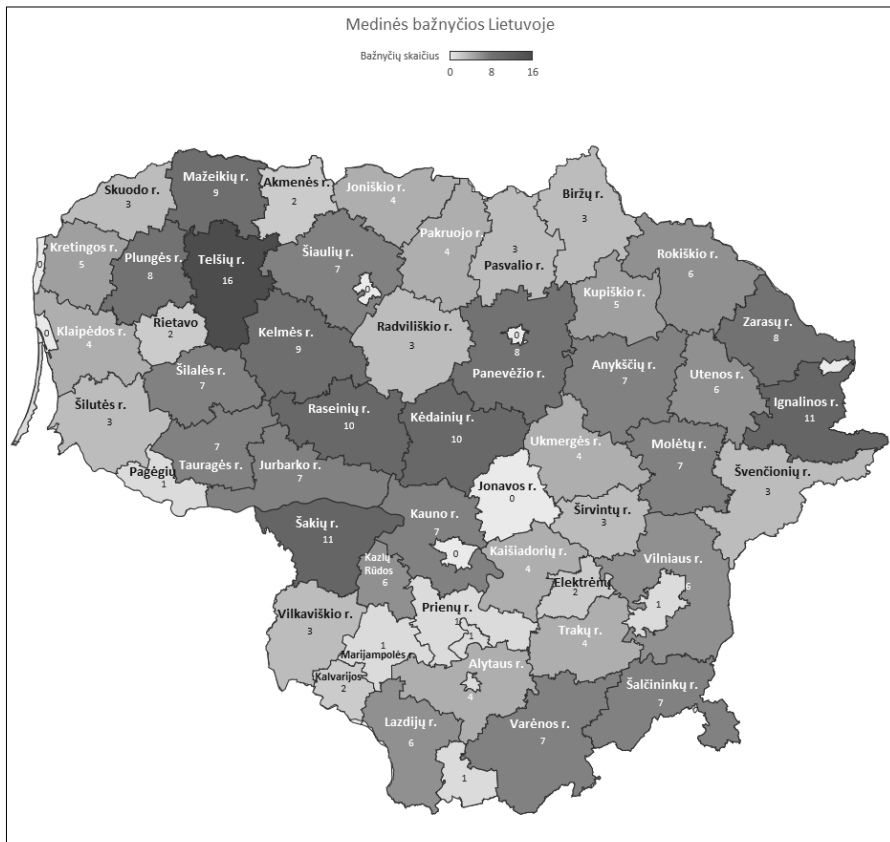 Medinės bažnyčios Lietuvoje
Bažnyčių skaičius
0 8 16
Skuodo r.
3
Mažeikių r.
9
Akmenės r.
2
Joniškio r.
4
Biržų r.
3
Pakruojo r.
4
3
Pasvalio r.
Kretingos r.
5
0
Plungės r.
8
Telšių r.
16
Šiaulių r.
7
0
Rokiškio r.
6
Kupiškio r.
5
Zarasų r.
8
Klaipėdos r.
4
0
Rietavo
2
Kelmės r.
9
Radviliškio r.
3
0
8
Panevėžio r.
Anykščių r.
7
Utenos r.
6
Ignalinos r.
11
Šilalės r.
7
Šilutės r.
3
Raseinių r.
10
Kėdainių r.
10
Ukmergės r.
4
Molėtų r.
7
7
Tauragės r.
Jurbarko r.
7
Pagėgių
1
Jonavos r.
0
Švenčionių r.
3
Širvintų r.
3
Šakių r.
11
Kauno r.
7
0
Kaišiadorių r.
4
Vilniaus r.
6
1
Kazlų
Rūdos
6
Elektrėnų
2
Prienų r.
1
1
Vilkaviškio r.
3
1
Marijampolės r.
Trakų r.
4
Kalvarijos
2
Alytaus r.
4
Šalčininkų r.
7
Lazdijų r.
6
Varėnos r.
7
1